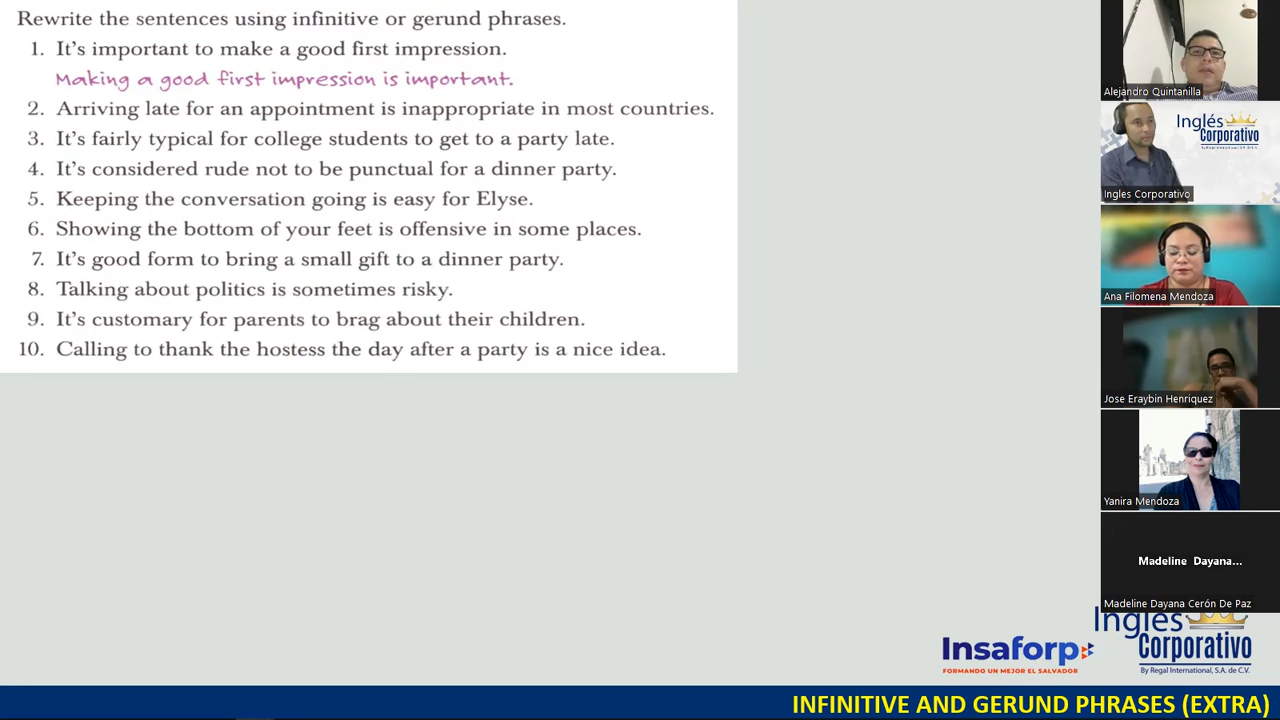 Rewrite the sentences using infinitive or gerund phrases.
1. It's important to make a good first impression.
Making a good first impression is important.
2. Arriving late for an appointment is inappropriate in most countries.
3. It's fairly typical for college students to get to a party late.
4. It's considered rude not to be punctual for a dinner party.
5. Keeping the conversation going is easy for Elyse.
6. Showing the bottom of your feet is offensive in some places.
7. It's good form to bring a small gift to a dinner party.
8. Talking about politics is sometimes risky.
9. It's customary for parents to brag about their children.
10. Calling to thank the hostess the day after a party is a nice idea.
Alejandro Quintanilla
Inglés
Corporativo
By Regal International, S.A. de C.V.
Ingles Corporativo
Ana Filomena Mendoza
Jose Eraybin Henriquez
Yanira Mendoza
Madeline Dayana...
Madeline Dayana Cerón De Paz
Insaforp
FORMANDO UN MEJOR EL SALVADOR
Inglés
Corporativo
By Regal International, S.A. de C.V.
INFINITIVE AND GERUND PHRASES (EXTRA)